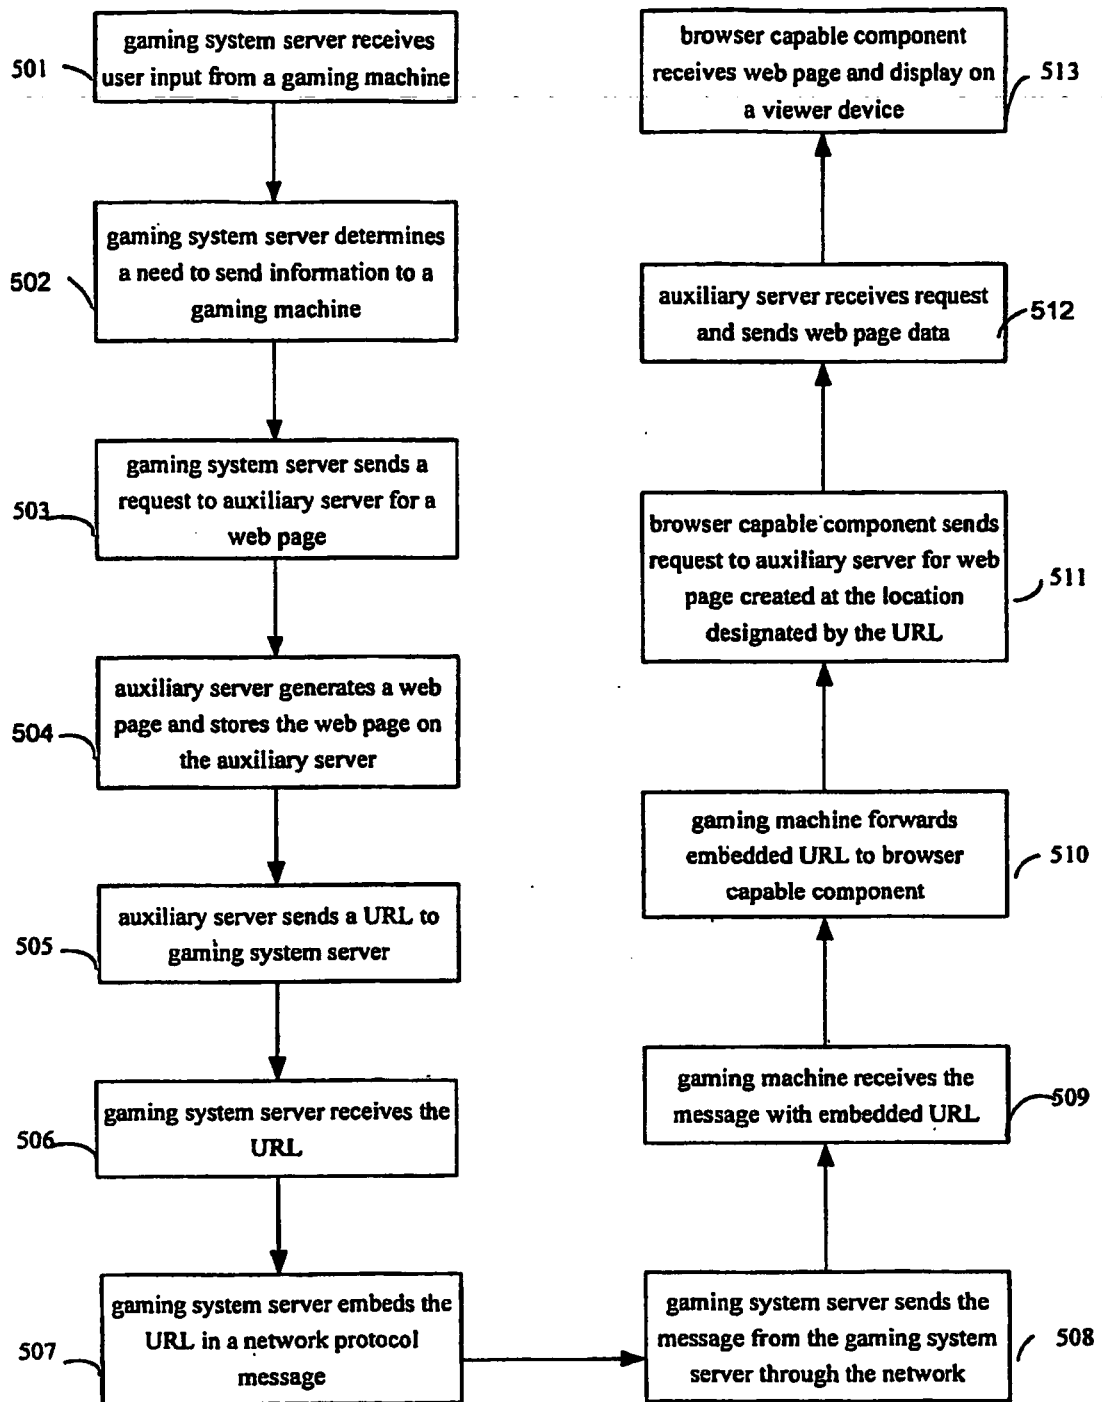 501
gaming system server receives
user input from a gaming machine
502
gaming system server determines
a need to send information to a
gaming machine
503
gaming system server sends a
request to auxiliary server for a
web page
504
auxiliary server generates a web
page and stores the web page on
the auxiliary server
505
auxiliary server sends a URL to
gaming system server
506
gaming system server receives the
URL
507
gaming system server embeds the
URL in a network protocol
message
gaming system server sends the
message from the gaming system
server through the network
508
gaming machine receives the
message with embedded URL
509
gaming machine forwards
embedded URL to browser
capable component
510
browser capable component sends
request to auxiliary server for web
page created at the location
designated by the URL
511
auxiliary server receives request
and sends web page data
512
browser capable component
receives web page and display on
a viewer device
513